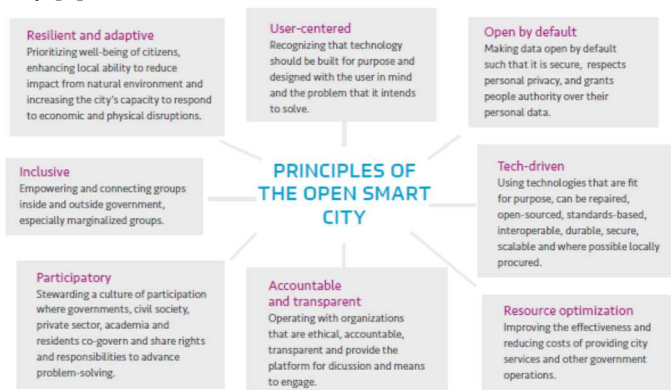 Resilient and adaptive
Prioritizing well-being of citizens,
enhancing local ability to reduce
impact from natural environment and
increasing the city's capacity to respond
to economic and physical disruptions.
User-centered
Recognizing that technology
should be built for purpose and
designed with the user in mind
and the problem that it intends
to solve.
Open by default
Making data open by default
such that it is secure, respects
personal privacy, and grants
people authority over their
personal data.
Inclusive
Empowering and connecting groups
inside and outside government,
especially marginalized groups.
PRINCIPLES OF
THE OPEN SMART
CITY
Tech-driven
Using technologies that are fit
for purpose, can be repaired,
open-sourced, standards-based,
interoperable, durable, secure,
scalable and where possible locally
procured.
Participatory
Stewarding a culture of participation
where governments, civil society,
private sector, academia and
residents co-govern and share rights
and responsibilities to advance
problem-solving.
Accountable
and transparent
Operating with organizations
that are ethical, accountable,
transparent and provide the
platform for dicussion and means
to engage.
Resource optimization
Improving the effectiveness and
reducing costs of providing city
services and other government
operations.